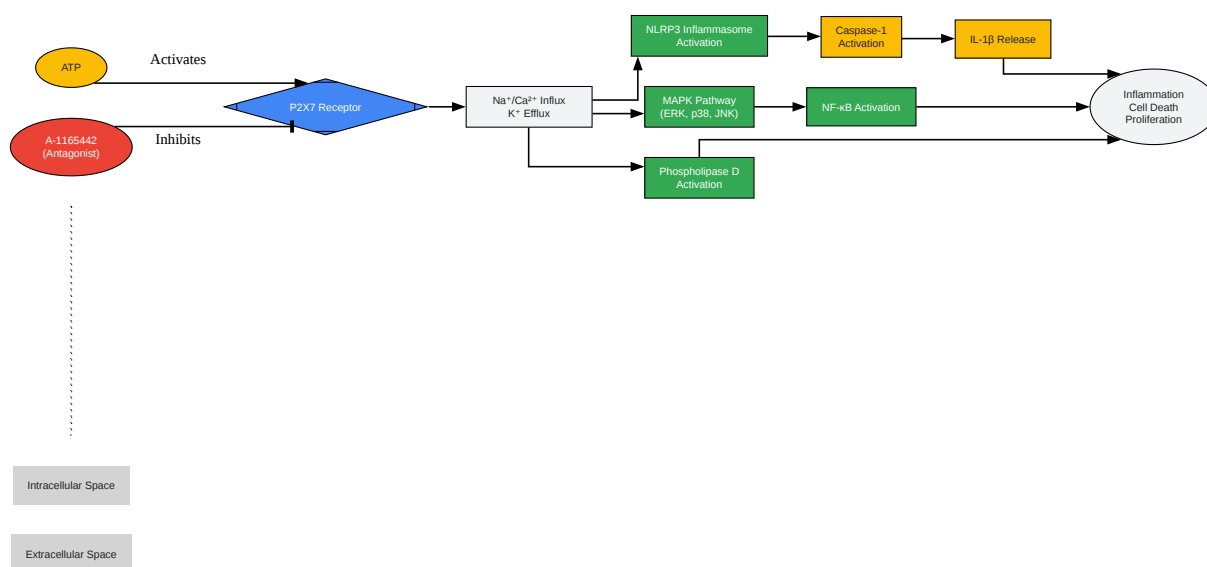 ATP
Activates
A-1165442
(Antagonist)
Inhibits
P2X7 Receptor
Na⁺/Ca²⁺ Influx
K⁺ Efflux
NLRP3 Inflammasome
Activation
Caspase-1
Activation
IL-1β Release
MAPK Pathway
(ERK, p38, JNK)
NF-κB Activation
Phospholipase D
Activation
Inflammation
Cell Death
Proliferation
Intracellular Space
Extracellular Space